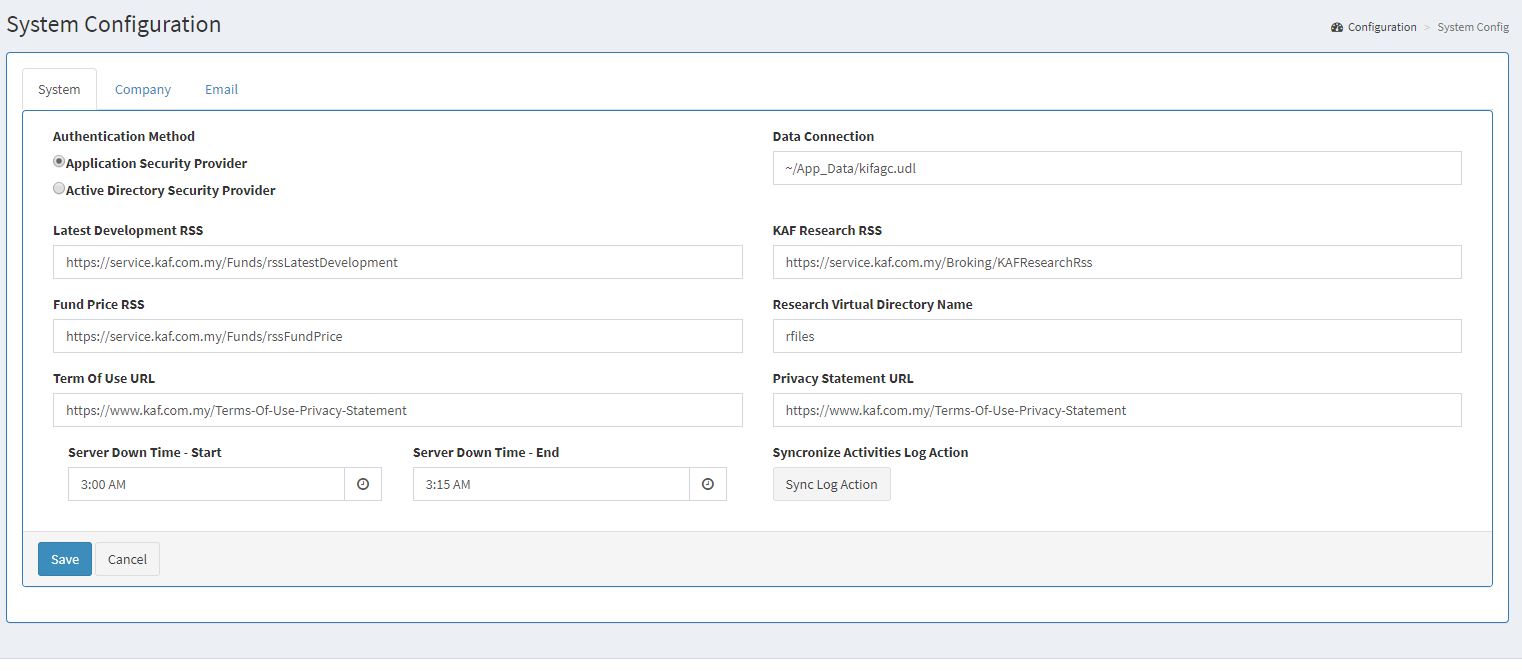 System Configuration
Configuration > System Config
System Company Email
Authentication Method
Application Security Provider
Active Directory Security Provider
Data Connection
~/App_Data/kifagc.udl
Latest Development RSS
https://service.kaf.com.my/Funds/rssLatestDevelopment
KAF Research RSS
https://service.kaf.com.my/Broking/KAFResearchRss
Fund Price RSS
https://service.kaf.com.my/Funds/rssFundPrice
Research Virtual Directory Name
rfiles
Term Of Use URL
https://www.kaf.com.my/Terms-Of-Use-Privacy-Statement
Privacy Statement URL
https://www.kaf.com.my/Terms-Of-Use-Privacy-Statement
Server Down Time - Start
3:00 AM
Server Down Time - End
3:15 AM
Syncronize Activities Log Action
Sync Log Action
Save Cancel